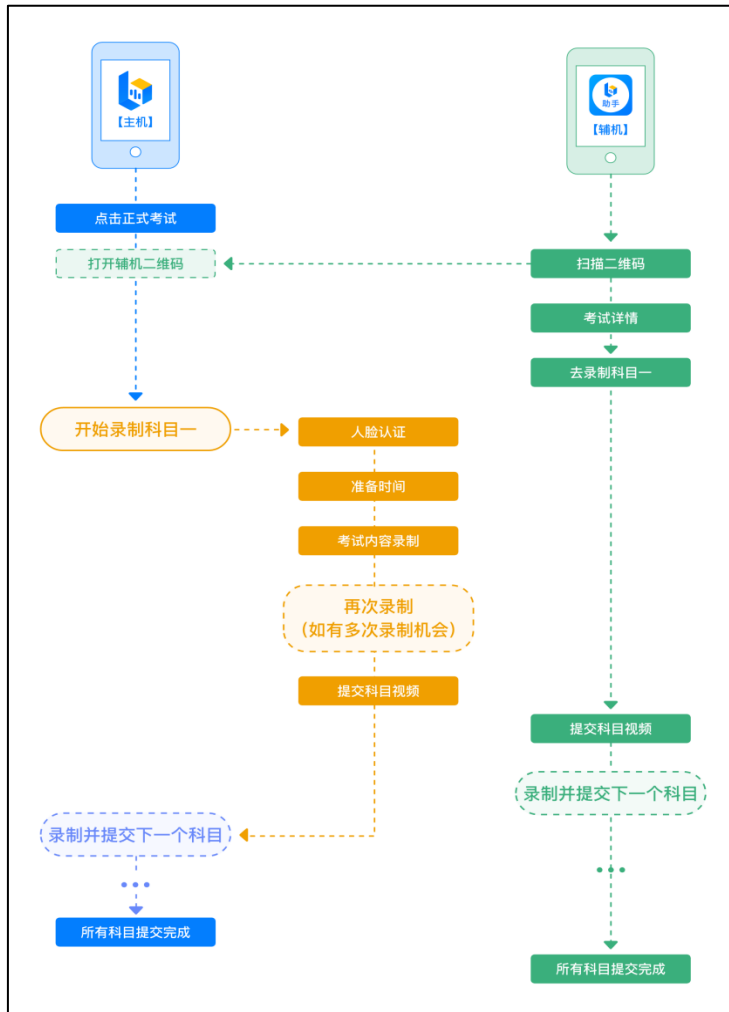 【主机】
助手
【辅机】
点击正式考试
打开辅机二维码
扫描二维码
考试详情
去录制科目一
开始录制科目一
人脸认证
准备时间
考试内容录制
再次录制
（如有多次录制机会）
提交科目视频
提交科目视频
录制并提交下一个科目
录制并提交下一个科目
所有科目提交完成
所有科目提交完成